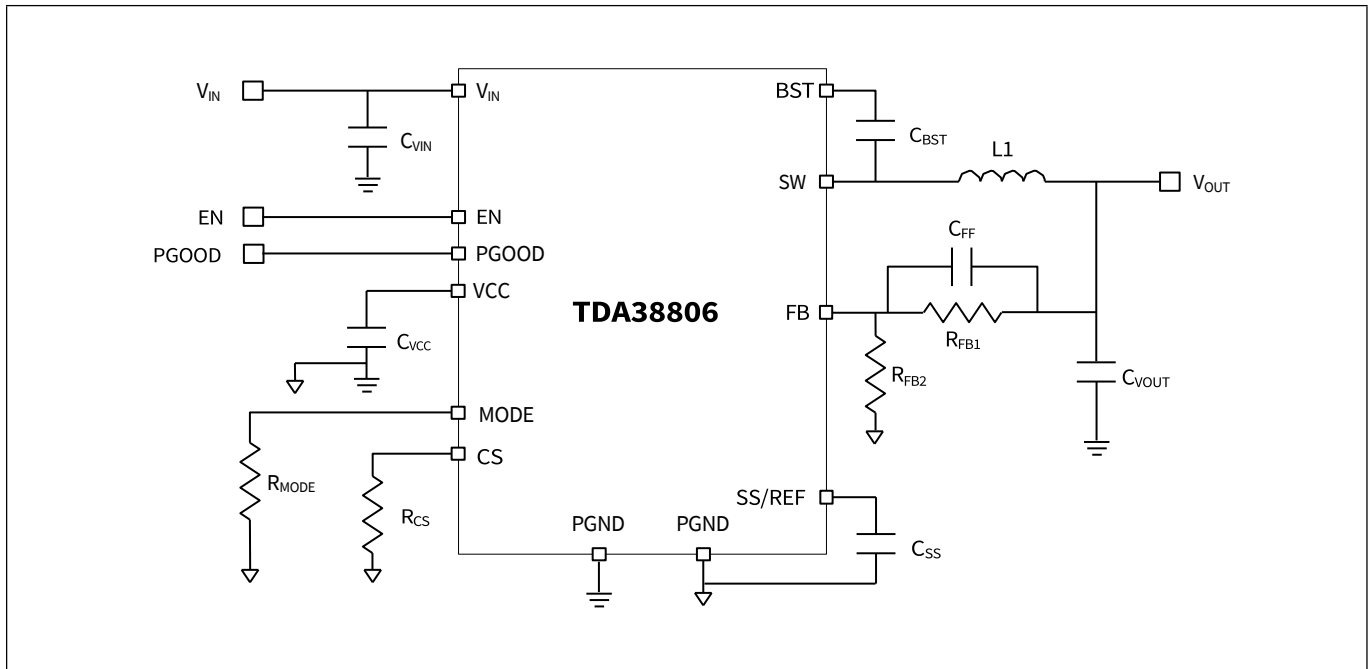 V_IN
V_IN
C_VIN
EN
EN
PGOOD
PGOOD
VCC
C_VCC
MODE
R_MODE
CS
R_CS
TDA38806
PGND
PGND
BST
C_BST
SW
L1
V_OUT
C_FF
FB
R_FB1
R_FB2
C_VOUT
SS/REF
C_SS